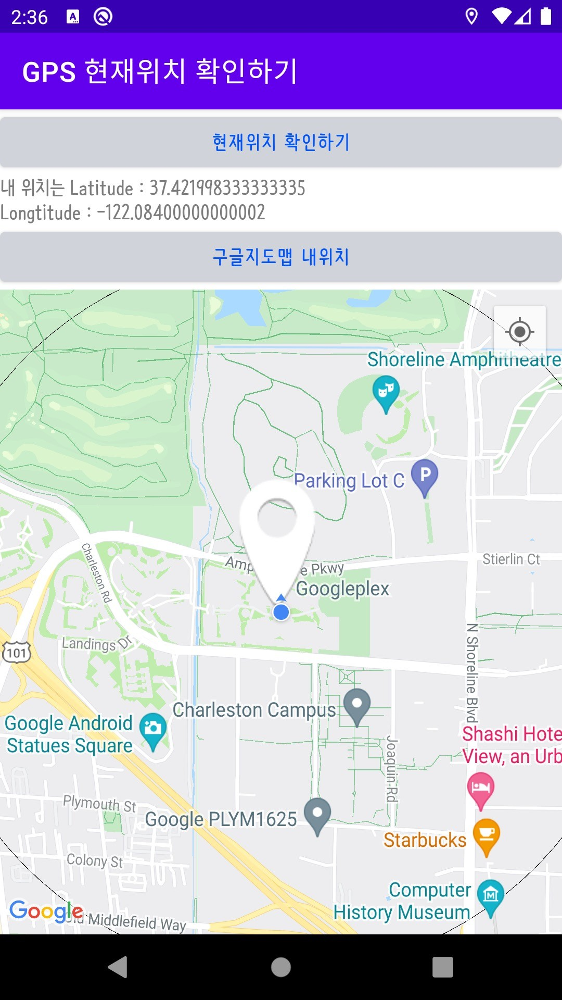 2:36
A
GPS 현재위치 확인하기
현재위치 확인하기
내 위치는 Latitude : 37.421998333333335
Longtitude : -122.08400000000002
구글지도맵 내위치
Shoreline Amphitheatre
Parking Lot C
P
Charleston Rd
Stierlin Ct
Pkwy
Googleplex
N Shoreline Blvd
Landings Dr
101
Charleston Campus
Google Android
Statues Square
Shashi Hote
View, an Urb
Joaquin Rd
Plymouth St
Google PLYM1625
Starbucks
Colony St
Computer
History Museum
M
Google
Middlefield Way